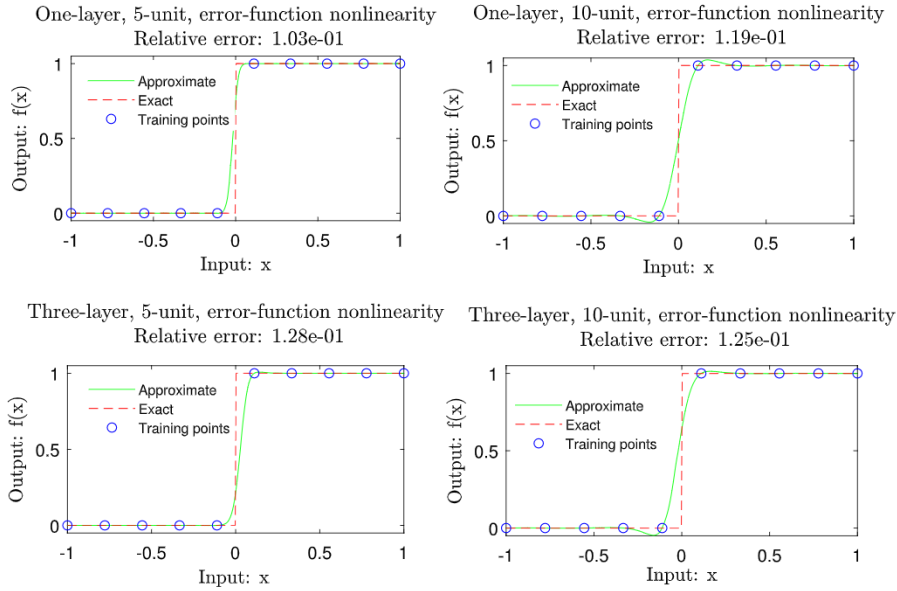 One-layer, 5-unit, error-function nonlinearity
Relative error: 1.03e-01
1
0.5
0
Output: f(x)
Approximate
Exact
Training points
-1
-0.5
0
0.5
1
Input: x
One-layer, 10-unit, error-function nonlinearity
Relative error: 1.19e-01
1
0.5
0
Output: f(x)
Approximate
Exact
Training points
-1
-0.5
0
0.5
1
Input: x
Three-layer, 5-unit, error-function nonlinearity
Relative error: 1.28e-01
1
0.5
0
Output: f(x)
Approximate
Exact
Training points
-1
-0.5
0
0.5
1
Input: x
Three-layer, 10-unit, error-function nonlinearity
Relative error: 1.25e-01
1
0.5
0
Output: f(x)
Approximate
Exact
Training points
-1
-0.5
0
0.5
1
Input: x